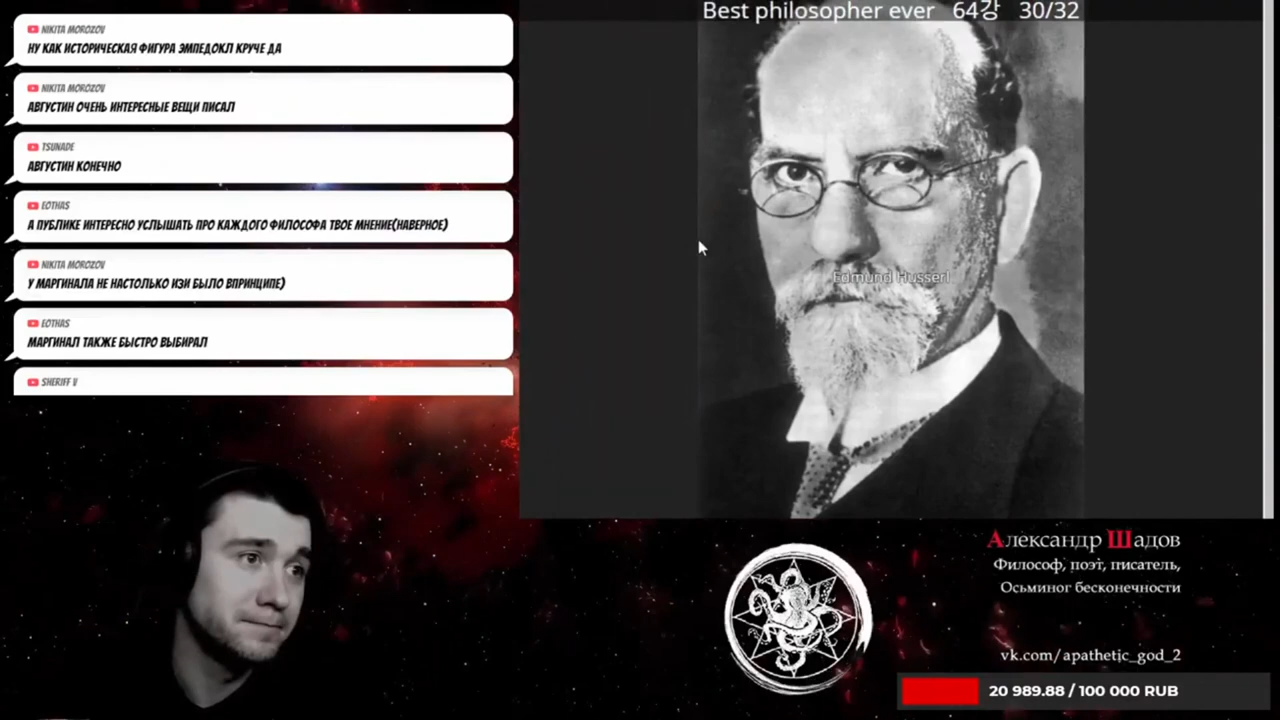 NIKITA MOROZOV
НУ КАК ИСТОРИЧЕСКАЯ ФИГУРА ЭМПЕДОКЛ КРУЧЕ ДА
NIKITA MOROZOV
АВГУСТИН ОЧЕНЬ ИНТЕРЕСНЫЕ ВЕЩИ ПИСАЛ
TSUNADE
АВГУСТИН КОНЕЧНО
EOTHAS
А ПУБЛИКЕ ИНТЕРЕСНО УСЛЫШАТЬ ПРО КАЖДОГО ФИЛОСОФА ТВОЕ МНЕНИЕ(НАВЕРНОЕ)
NIKITA MOROZOV
У МАРГИНАЛА НЕ НАСТОЛЬКО ИЗИ БЫЛО ВПРИНЦИПЕ)
EOTHAS
МАРГИНАЛ ТАКЖЕ БЫСТРО ВЫБИРАЛ
SHERIFF V
Best philosopher ever 64강 30/32
Edmund Husserl
Александр Шадов
Философ, поэт, писатель,
Осьминог бесконечности
vk.com/apathetic_god_2
20 989.88 / 100 000 RUB